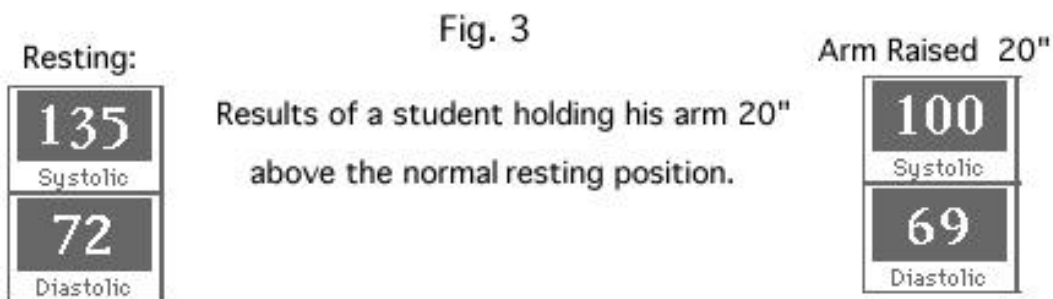 Fig. 3
Resting:
135
Systolic
72
Diastolic
Results of a student holding his arm 20"
above the normal resting position.
Arm Raised 20"
100
Systolic
69
Diastolic